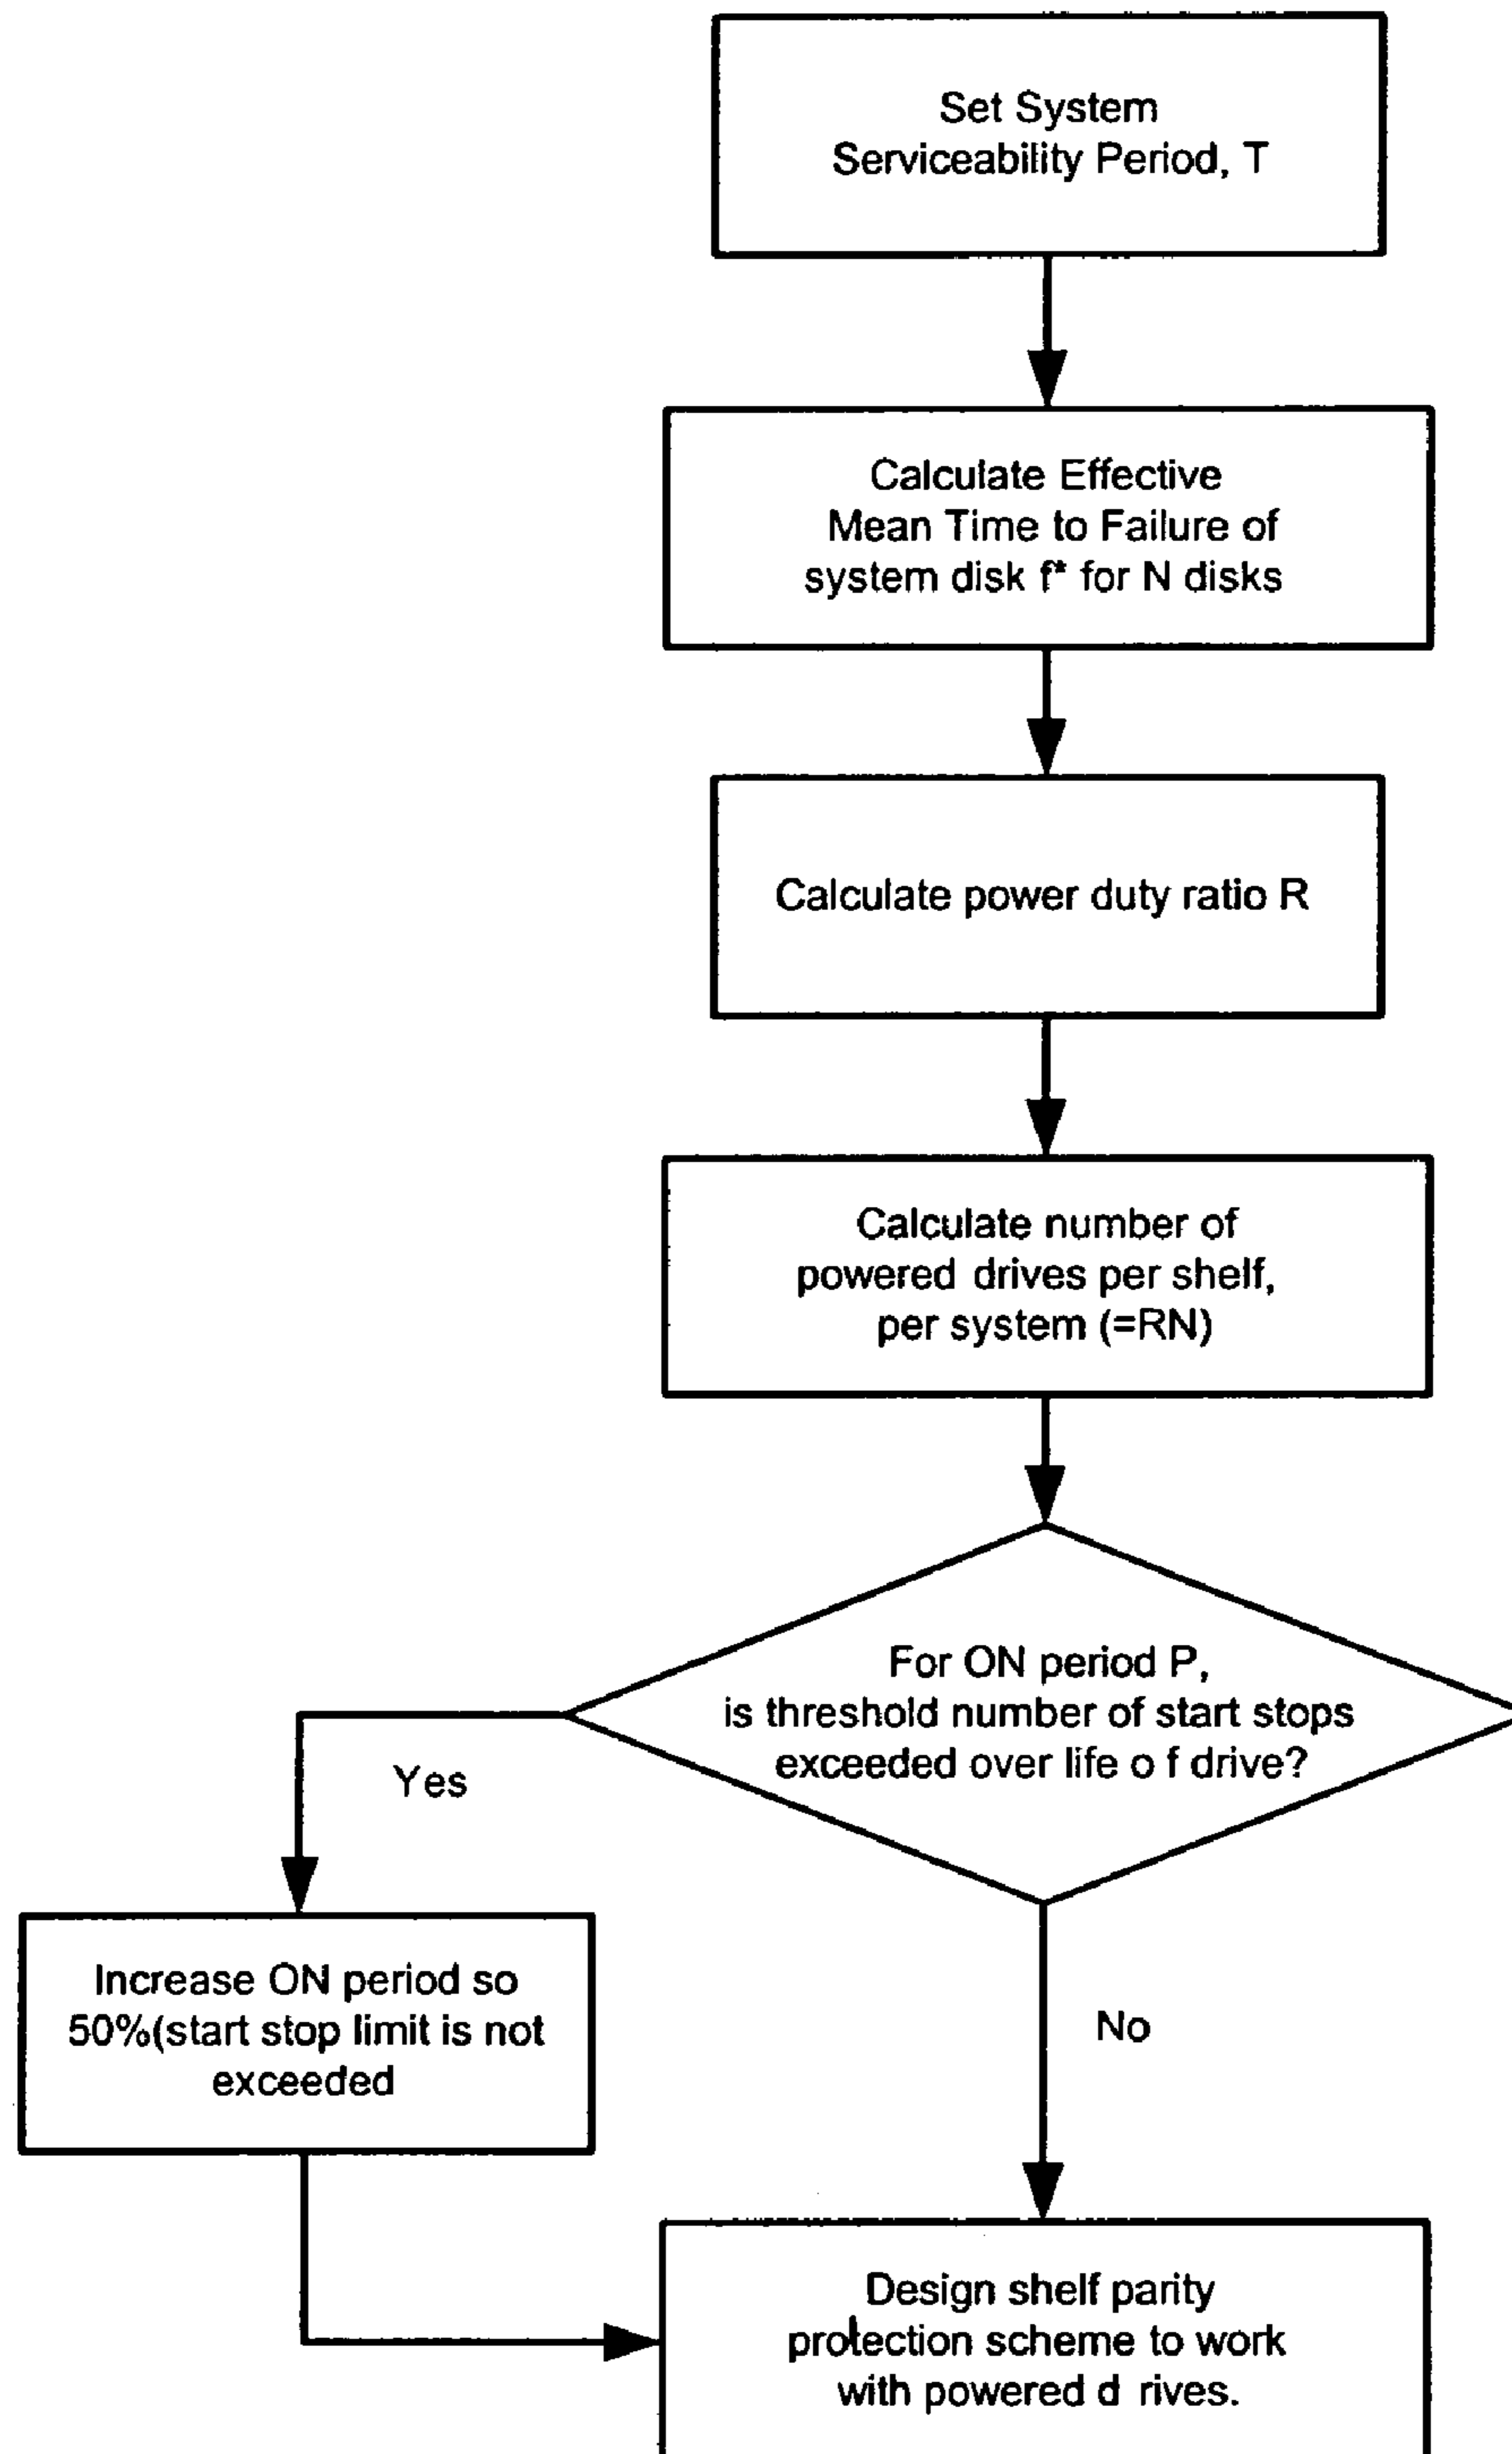 Set System
Serviceability Period, T
Calculate Effective
Mean Time to Failure of
system disk f* for N disks
Calculate power duty ratio R
Calculate number of
powered drives per shelf,
per system (=RN)
For ON period P,
is threshold number of start stops
exceeded over life o f drive?
Yes
Increase ON period so
50%(start stop limit is not
exceeded
No
Design shelf parity
protection scheme to work
with powered d rives.